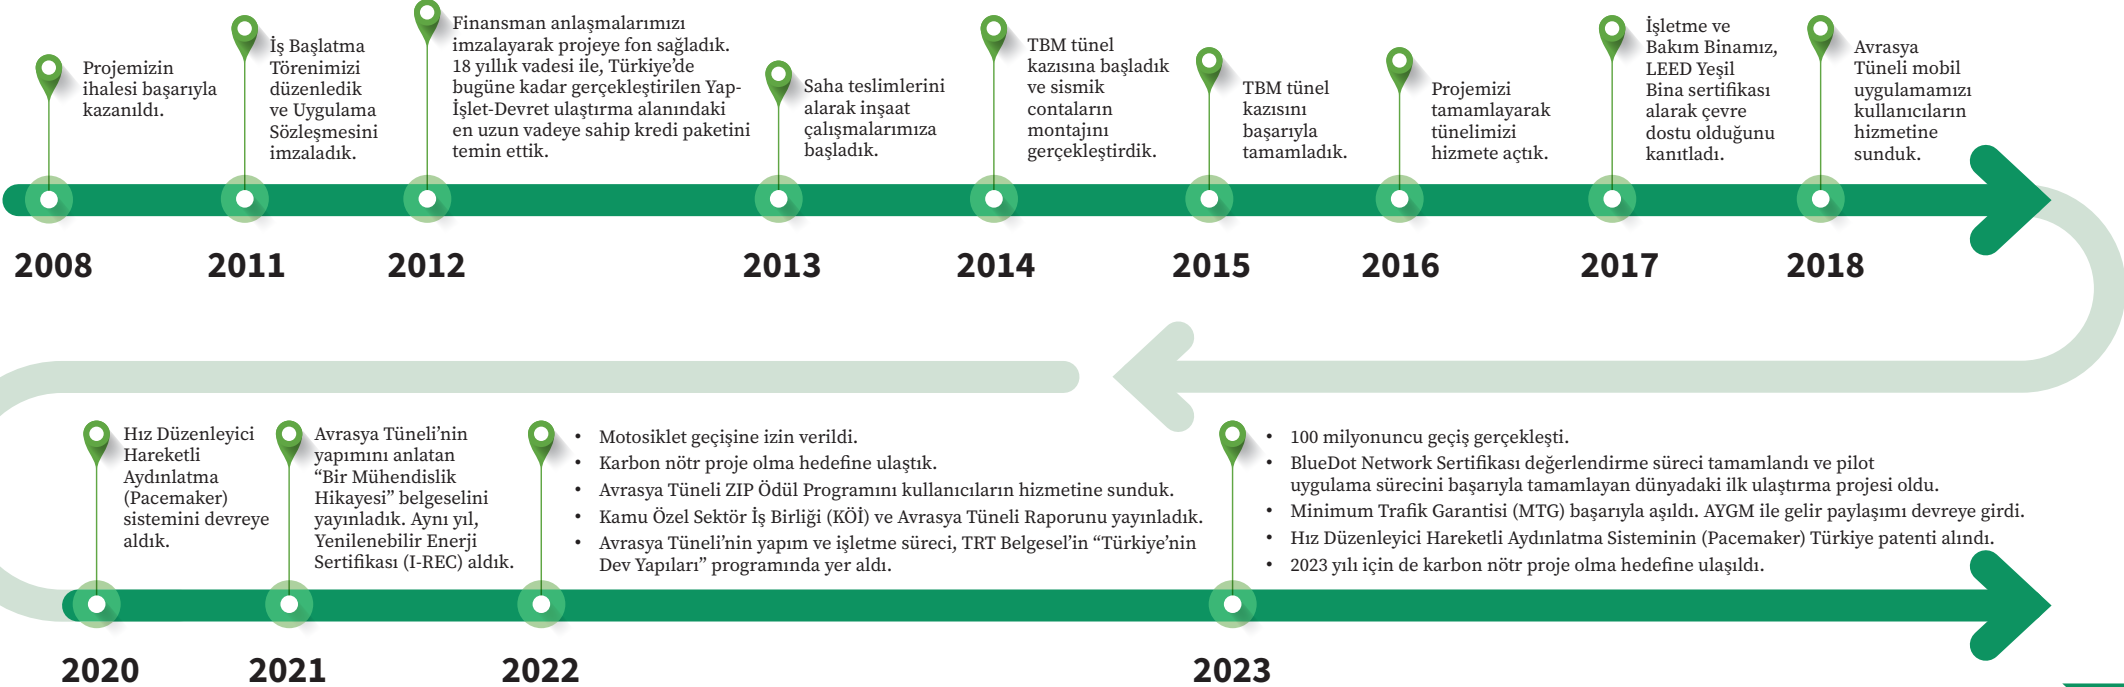 Projemizin
ihalesi başarıyla
kazanıldı.
2008
İş Başlatma
Törenimizi
düzenledik
ve Uygulama
Sözleşmesini
imzaladık.
2011
Finansman anlaşmalarımızı
imzalayarak projeye fon sağladık.
18 yıllık vadesi ile, Türkiye’de
bugüne kadar gerçekleştirilen Yap-
İşlet-Devret ulaştırma alanındaki
en uzun vadeye sahip kredi paketini
temin ettik.
2012
Saha teslimlerini
alarak inşaat
çalışmalarımıza
başladık.
2013
TBM tünel
kazısına başladık
ve sismik
contaların
montajını
gerçekleştirdik.
2014
TBM tünel
kazısını
başarıyla
tamamladık.
2015
Projemizi
tamamlayarak
tünelimizi
hizmete açtık.
2016
İşletme ve
Bakım Binamız,
LEED Yeşil
Bina sertifikası
alarak çevre
dostu olduğunu
kanıtladı.
2017
Avrasya
Tüneli mobil
uygulamamızı
kullanıcıların
hizmetine
sunduk.
2018
Hız Düzenleyici
Hareketli
Aydınlatma
(Pacemaker)
sistemini devreye
aldık.
2020
Avrasya Tüneli’nin
yapımını anlatan
“Bir Mühendislik
Hikayesi” belgeselini
yayınladık. Aynı yıl,
Yenilenebilir Enerji
Sertifikası (I-REC) aldık.
2021
• Motosiklet geçişine izin verildi.
• Karbon nötr proje olma hedefine ulaştık.
• Avrasya Tüneli ZIP Ödül Programını kullanıcıların hizmetine sunduk.
• Kamu Özel Sektör İş Birliği (KÖİ) ve Avrasya Tüneli Raporunu yayınladık.
• Avrasya Tüneli’nin yapım ve işletme süreci, TRT Belgesel’in “Türkiye’nin
Dev Yapıları” programında yer aldı.
2022
• 100 milyonuncu geçiş gerçekleşti.
• BlueDot Network Sertifikası değerlendirme süreci tamamlandı ve pilot
uygulama sürecini başarıyla tamamlayan dünyadaki ilk ulaştırma projesi oldu.
• Minimum Trafik Garantisi (MTG) başarıyla aşıldı. AYGM ile gelir paylaşımı devreye girdi.
• Hız Düzenleyici Hareketli Aydınlatma Sisteminin (Pacemaker) Türkiye patenti alındı.
• 2023 yılı için de karbon nötr proje olma hedefine ulaşıldı.
2023